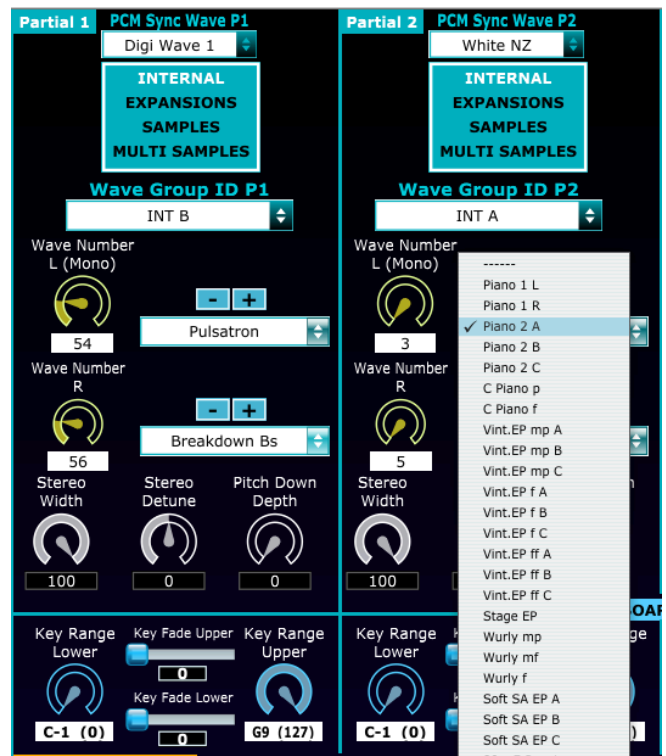 Partial 1
PCM Sync Wave P1
Digi Wave 1
INTERNAL
EXPANSIONS
SAMPLES
MULTI SAMPLES
Wave Group ID P1
INT B
Wave Number
L (Mono)
54
- +
Pulsatron
Wave Number
R
56
- +
Breakdown Bs
Stereo
Width
100
Stereo
Detune
0
Pitch Down
Depth
0
Key Range
Lower
C-1 (0)
Key Fade Upper
0
Key Fade Lower
0
Key Range
Upper
G9 (127)
Partial 2
PCM Sync Wave P2
White NZ
INTERNAL
EXPANSIONS
SAMPLES
MULTI SAMPLES
Wave Group ID P2
INT A
Wave Number
L (Mono)
3
Wave Number
R
5
Stereo
Width
100
Key Range
Lower
C-1 (0)
------
Piano 1 L
Piano 1 R
✓ Piano 2 A
Piano 2 B
Piano 2 C
C Piano p
C Piano f
Vint.EP mp A
Vint.EP mp B
Vint.EP mp C
Vint.EP f A
Vint.EP f B
Vint.EP f C
Vint.EP ff A
Vint.EP ff B
Vint.EP ff C
Stage EP
Wurly mp
Wurly mf
Wurly f
Soft SA EP A
Soft SA EP B
Soft SA EP C